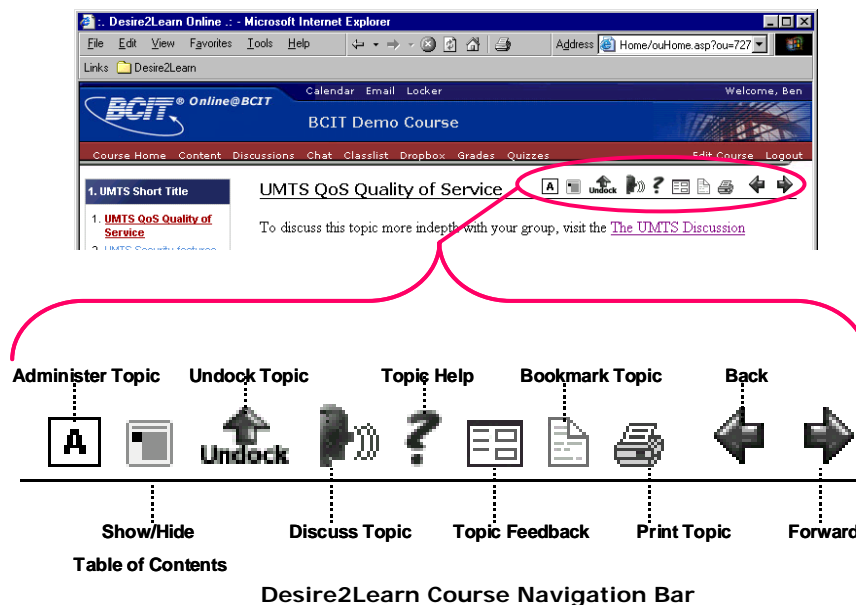 :. Desire2Learn Online .: - Microsoft Internet Explorer
File Edit View Favorites Tools Help Address Home/ouHome.asp?ou=727
Links Desire2Learn
Calendar Email Locker Welcome, Ben
BCIT ® Online@BCIT
BCIT Demo Course
Course Home Content Discussions Chat Classlist Dropbox Grades Quizzes Edit Course Logout
1. UMTS Short Title
UMTS QoS Quality of Service A Undock ?
1. UMTS QoS Quality of
Service
To discuss this topic more indepth with your group, visit the The UMTS Discussion
2. UMTS Security features
Administer Topic Undock Topic Topic Help Bookmark Topic Back
A Undock ?
Show/Hide Discuss Topic Topic Feedback Print Topic Forward
Table of Contents
Desire2Learn Course Navigation Bar